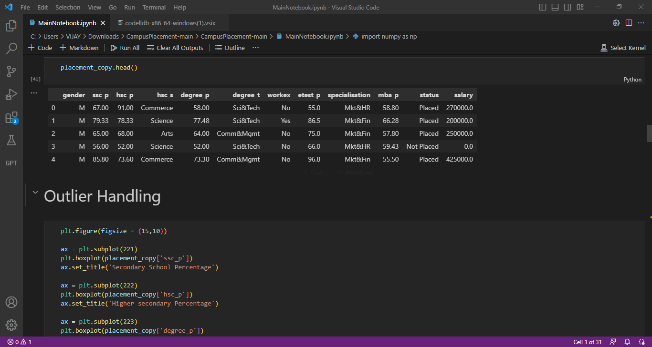 File Edit Selection View Go Run Terminal Help
MainNotebook.ipynb - Visual Studio Code
MainNotebook.ipynb
codelldb-x86_64-windows(1).vsix
C: > Users > VIJAY > Downloads > CampusPlacement-main > CampusPlacement-main > MainNotebook.ipynb > import numpy as np
+ Code + Markdown Run All Clear All Outputs Outline ...
Select Kernel
placement_copy.head()
[41]
Python
gender ssc_p hsc_p hsc_s degree_p degree_t workex etest_p specialisation mba_p status salary
0 M 67.00 91.00 Commerce 58.00 Sci&Tech No 55.0 Mkt&HR 58.80 Placed 270000.0
1 M 79.33 78.33 Science 77.48 Sci&Tech Yes 86.5 Mkt&Fin 66.28 Placed 200000.0
2 M 65.00 68.00 Arts 64.00 Comm&Mgmt No 75.0 Mkt&Fin 57.80 Placed 250000.0
3 M 56.00 52.00 Science 52.00 Sci&Tech No 66.0 Mkt&HR 59.43 Not Placed 0.0
4 M 85.80 73.60 Commerce 73.30 Comm&Mgmt No 96.8 Mkt&Fin 55.50 Placed 425000.0
GPT
Outlier Handling
plt.figure(figsize = (15,10))
ax = plt.subplot(221)
plt.boxplot(placement_copy['ssc_p'])
ax.set_title('Secondary School Percentage')
ax = plt.subplot(222)
plt.boxplot(placement_copy['hsc_p'])
ax.set_title('Higher secondary Percentage')
ax = plt.subplot(223)
plt.boxplot(placement_copy['degree_p'])
0 1
Cell 1 of 31